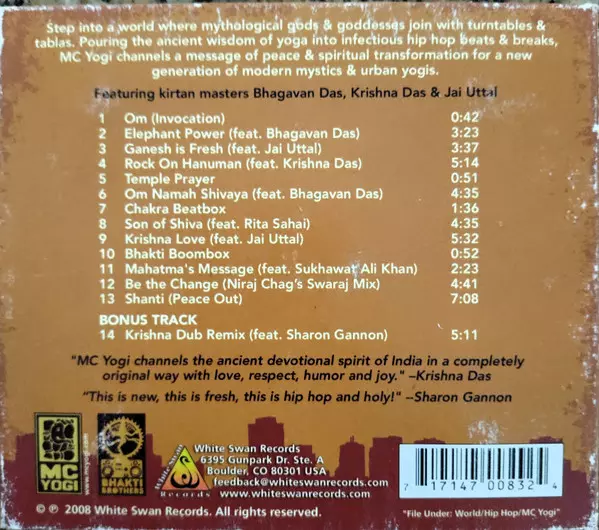 Step into a world where mythological gods & goddesses join with turntables &
tablas. Pouring the ancient wisdom of yoga into infectious hip hop beats & breaks,
MC Yogi channels a message of peace & spiritual transformation for a new
generation of modern mystics & urban yogis.
Featuring kirtan masters Bhagavan Das, Krishna Das & Jai Uttal
1 Om (Invocation) 0:42
2 Elephant Power (feat. Bhagavan Das) 3:23
3 Ganesh is Fresh (feat. Jai Uttal) 3:37
4 Rock On Hanuman (feat. Krishna Das) 5:14
5 Temple Prayer 0:51
6 Om Namah Shivaya (feat. Bhagavan Das) 4:35
7 Chakra Beatbox 1:36
8 Son of Shiva (feat. Rita Sahai) 4:35
9 Krishna Love (feat. Jai Uttal) 5:32
10 Bhakti Boombox 0:52
11 Mahatma's Message (feat. Sukhawat Ali Khan) 2:23
12 Be the Change (Niraj Chag's Swaraj Mix) 4:41
13 Shanti (Peace Out) 7:08
BONUS TRACK
14 Krishna Dub Remix (feat. Sharon Gannon) 5:11
"MC Yogi channels the ancient devotional spirit of India in a completely
original way with love, respect, humor and joy." –Krishna Das
"This is new, this is fresh, this is hip hop and holy!" --Sharon Gannon
MC
YOGI
BHAKTI
BROTHERS
White Swan
Records
White Swan Records
6395 Gunpark Dr. Ste. A
Boulder, CO 80301 USA
feedback@whiteswanrecords.com
www.whiteswanrecords.com
7 17147 00832 4
© ℗ 2008 White Swan Records. All rights reserved.
"File Under: World/Hip Hop/MC Yogi"